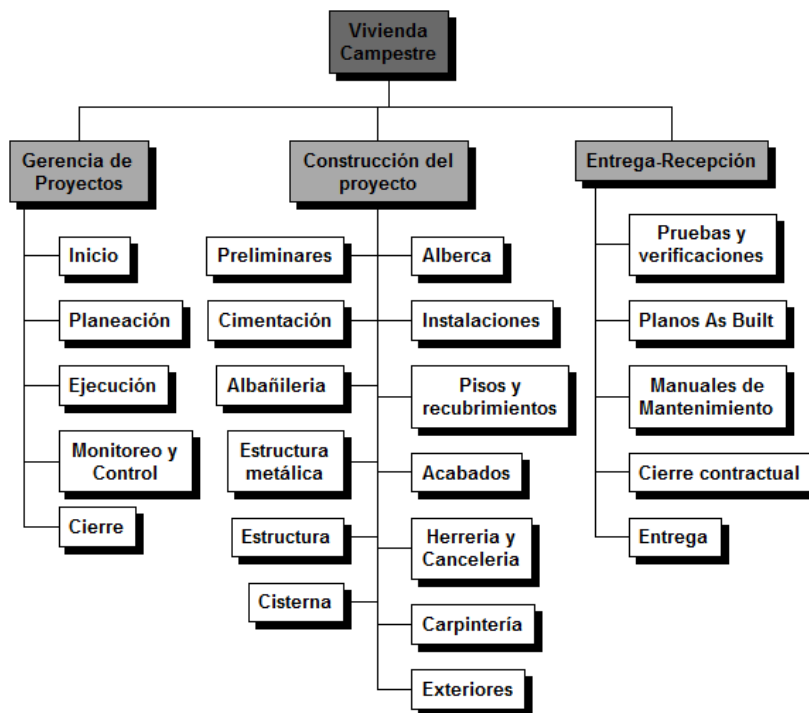 Vivienda
Campestre
Gerencia de
Proyectos
Inicio
Planeación
Ejecución
Monitoreo y
Control
Cierre
Construcción del
proyecto
Preliminares
Cimentación
Albañileria
Estructura
metálica
Estructura
Cisterna
Alberca
Instalaciones
Pisos y
recubrimientos
Acabados
Herreria y
Canceleria
Carpintería
Exteriores
Entrega-Recepción
Pruebas y
verificaciones
Planos As Built
Manuales de
Mantenimiento
Cierre contractual
Entrega